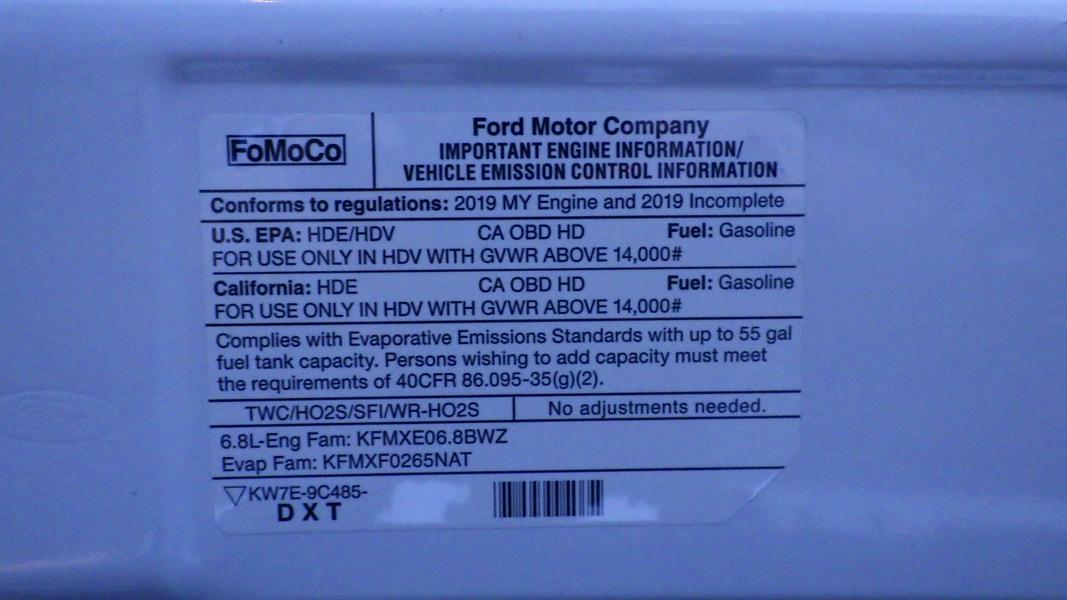 FoMoCo
Ford Motor Company
IMPORTANT ENGINE INFORMATION/
VEHICLE EMISSION CONTROL INFORMATION
Conforms to regulations: 2019 MY Engine and 2019 Incomplete
U.S. EPA: HDE/HDV CA OBD HD Fuel: Gasoline
FOR USE ONLY IN HDV WITH GVWR ABOVE 14,000#
California: HDE CA OBD HD Fuel: Gasoline
FOR USE ONLY IN HDV WITH GVWR ABOVE 14,000#
Complies with Evaporative Emissions Standards with up to 55 gal
fuel tank capacity. Persons wishing to add capacity must meet
the requirements of 40CFR 86.095-35(g)(2).
TWC/HO2S/SFI/WR-HO2S No adjustments needed.
6.8L-Eng Fam: KFMXE06.8BWZ
Evap Fam: KFMXF0265NAT
▽KW7E-9C485-
DXT